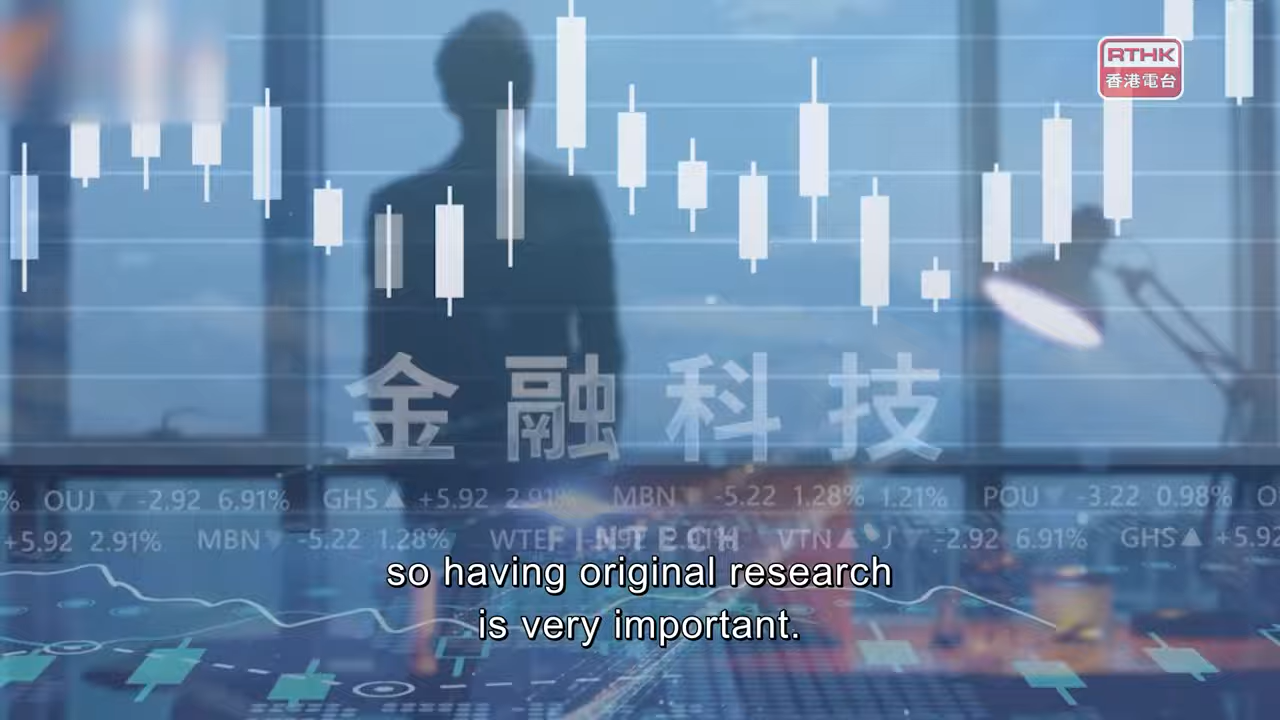 RTHK
香港電台
金融科技
% OUJ ▼ -2.92 6.91% GHS ▲ +5.92 2.91% MBN ▼ -5.22 1.28% 1.21% POU ▼ -3.22 0.98%
+5.92 2.91% MBN ▼ -5.22 1.28% FINTECH VTN ▲ -2.92 6.91% GHS ▲ +5.92
so having original research
is very important.